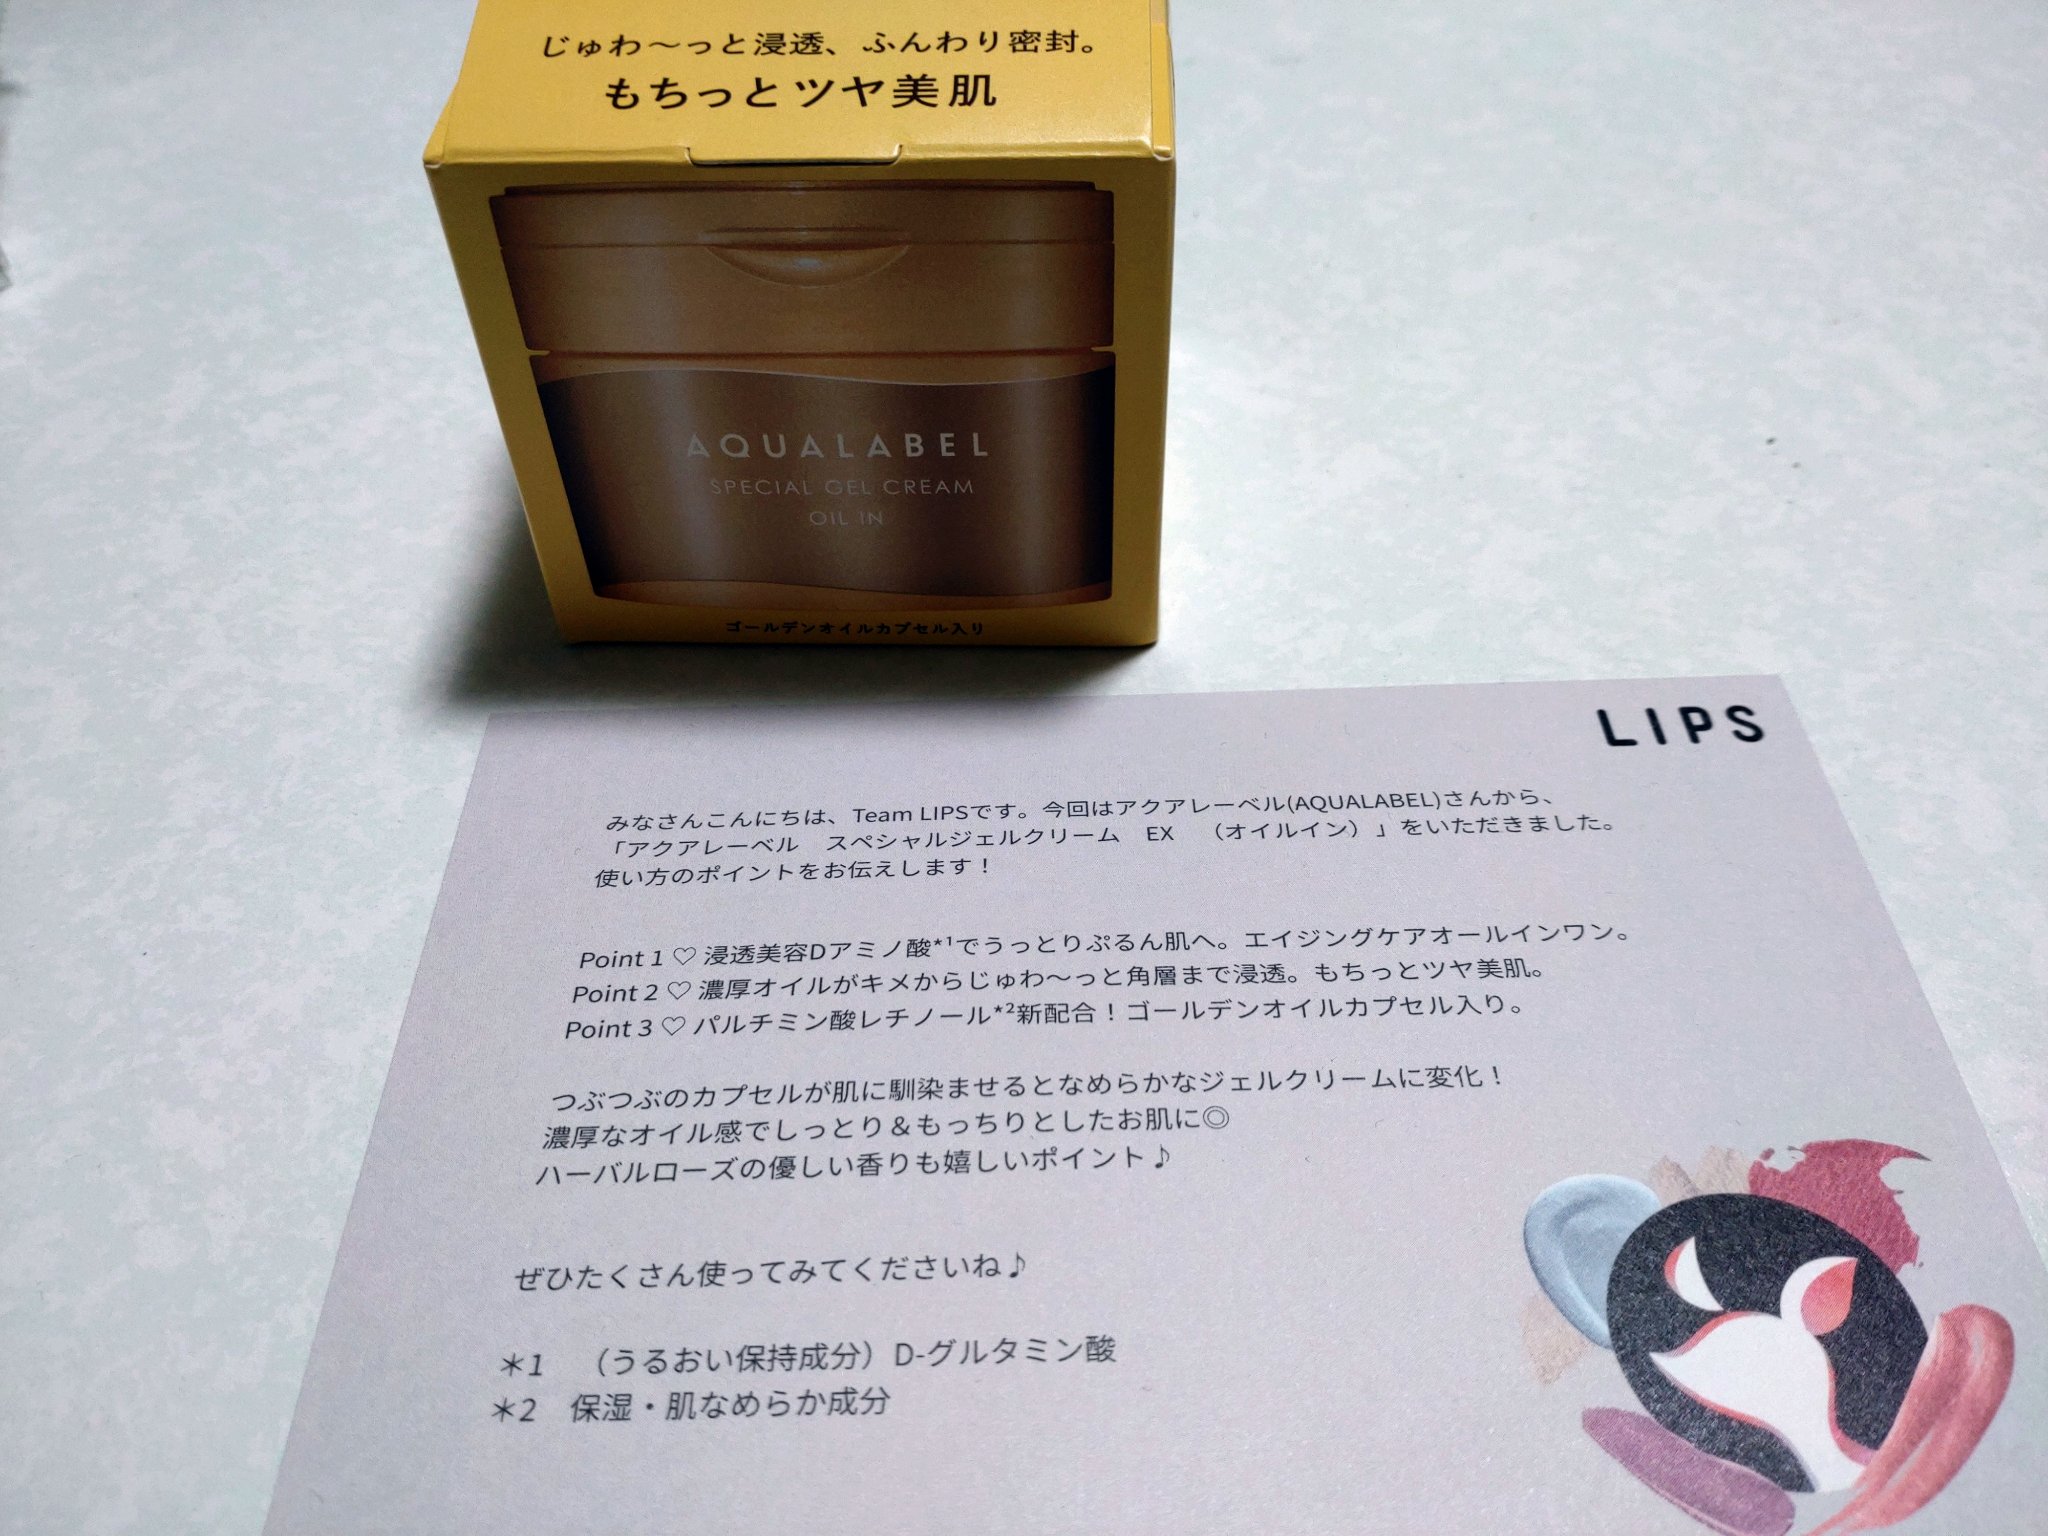 じゅわ～っと浸透、ふんわり密封。
もちっとツヤ美肌
AQUALABEL
SPECIAL GEL CREAM
OIL IN
ゴールデンオイルカプセル入り
LIPS
みなさんこんにちは、Team LIPSです。今回はアクアレーベル(AQUALABEL)さんから、
「アクアレーベル　スペシャルジェルクリーム　EX　（オイルイン）」をいただきました。
使い方のポイントをお伝えします！
Point 1 ♡ 浸透美容Dアミノ酸*¹でうっとりぷるん肌へ。エイジングケアオールインワン。
Point 2 ♡ 濃厚オイルがキメからじゅわ～っと角層まで浸透。もちっとツヤ美肌。
Point 3 ♡ パルチミン酸レチノール*²新配合！ゴールデンオイルカプセル入り。
つぶつぶのカプセルが肌に馴染ませるとなめらかなジェルクリームに変化！
濃厚なオイル感でしっとり＆もっちりとしたお肌に◎
ハーバルローズの優しい香りも嬉しいポイント♪
ぜひたくさん使ってみてくださいね♪
＊1　（うるおい保持成分）D-グルタミン酸
＊2　保湿・肌なめらか成分